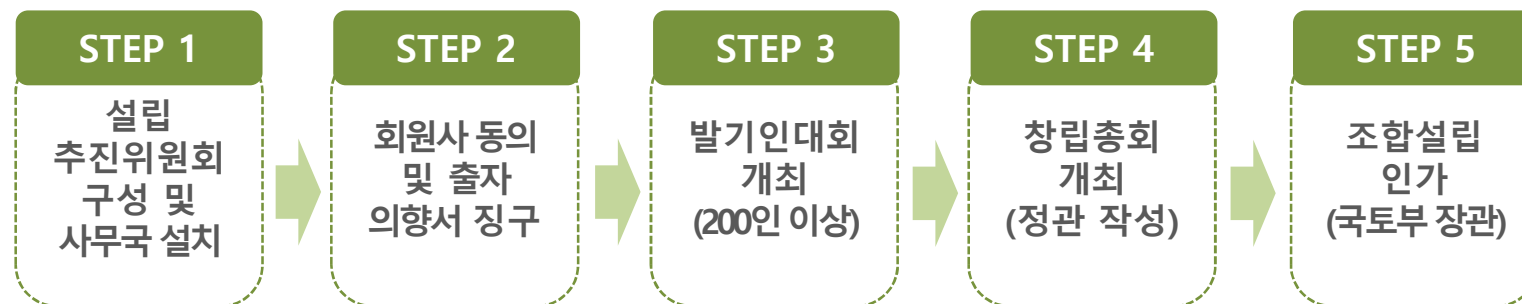 STEP 1
설립
추진위원회
구성 및
사무국 설치
STEP 2
회원사 동의
및 출자
의향서 징구
STEP 3
발기인대회
개최
(200인 이상)
STEP 4
창립총회
개최
(정관 작성)
STEP 5
조합설립
인가
(국토부 장관)